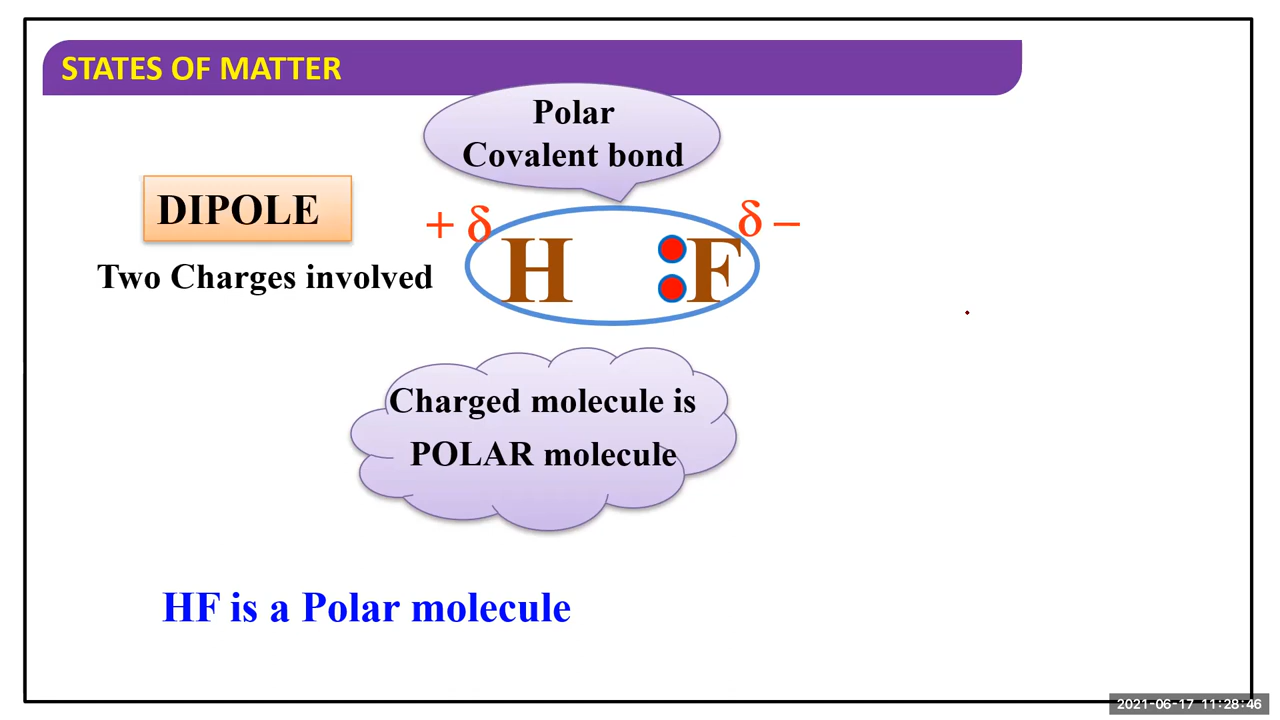 STATES OF MATTER
Polar
Covalent bond
DIPOLE
+ δ
δ –
H : F
Two Charges involved
Charged molecule is
POLAR molecule
HF is a Polar molecule
2021-06-17 11:28:46